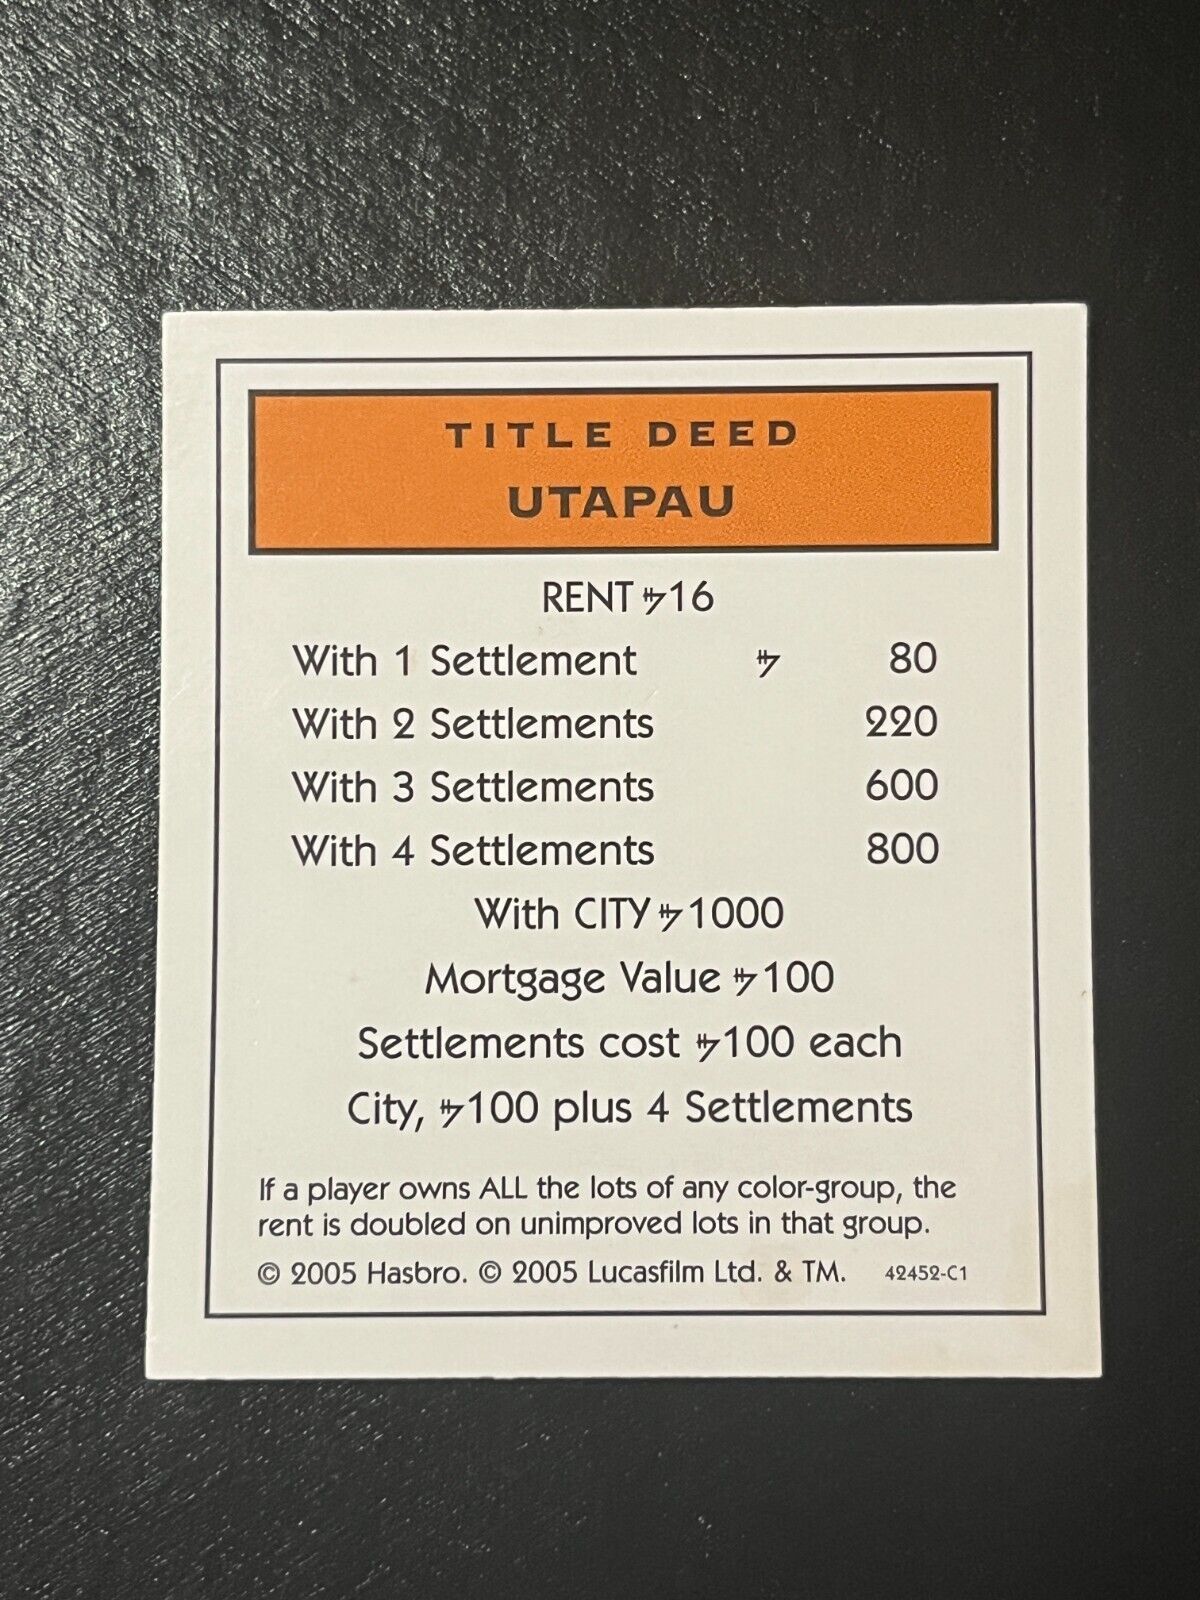 TITLE DEED
UTAPAU
RENT 16
With 1 Settlement 80
With 2 Settlements 220
With 3 Settlements 600
With 4 Settlements 800
With CITY 1000
Mortgage Value 100
Settlements cost 100 each
City, 100 plus 4 Settlements
If a player owns ALL the lots of any color-group, the
rent is doubled on unimproved lots in that group.
© 2005 Hasbro. © 2005 Lucasfilm Ltd. & TM. 42452-C1